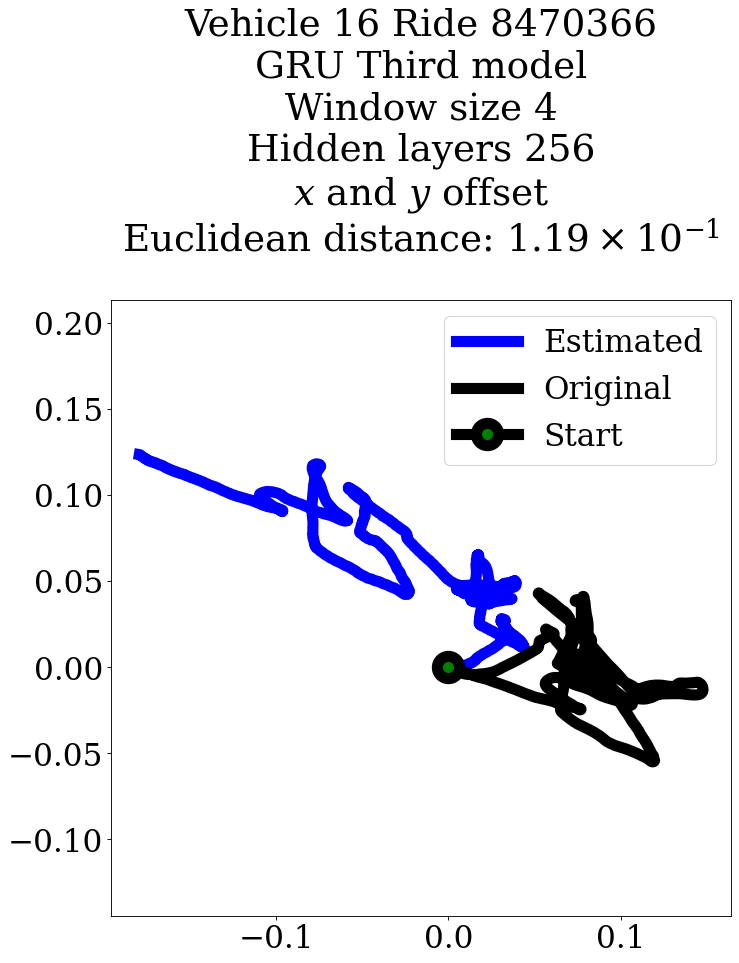 Vehicle 16 Ride 8470366
GRU Third model
Window size 4
Hidden layers 256
x and y offset
Euclidean distance: 1.19 × 10⁻¹
Estimated
Original
Start
0.20
0.15
0.10
0.05
0.00
−0.05
−0.10
−0.1 0.0 0.1